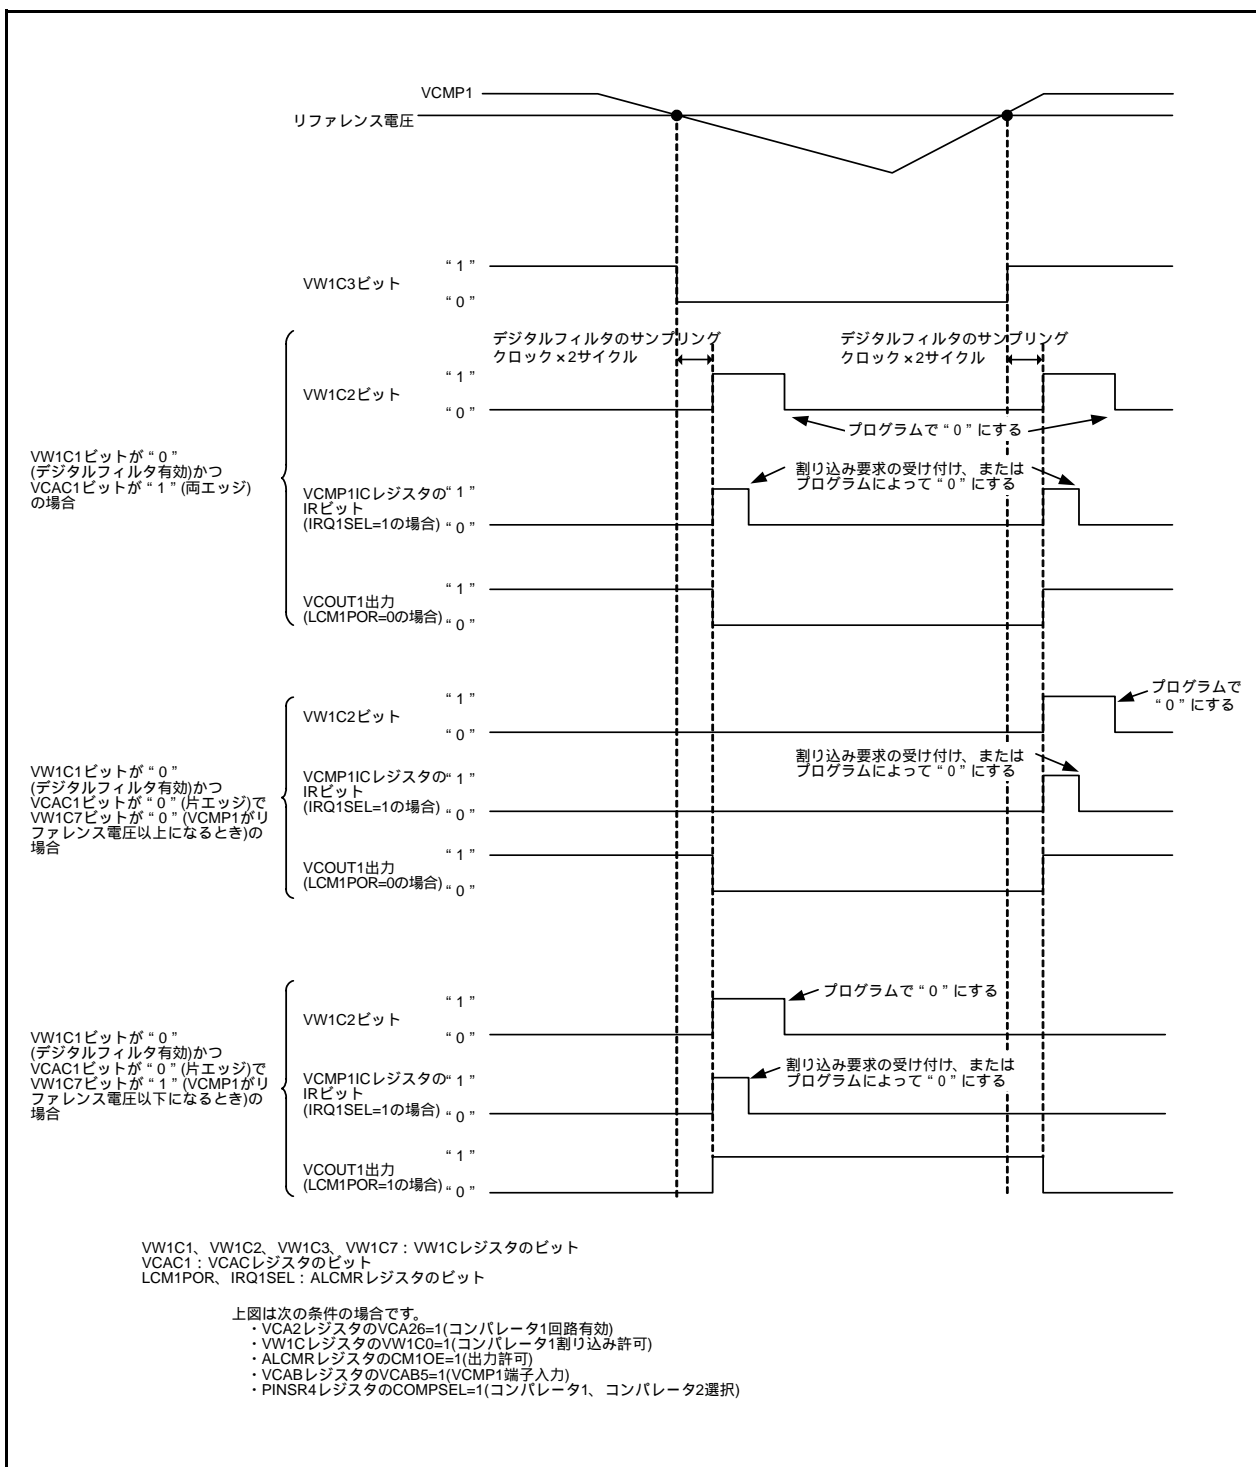 VCMP1
リファレンス電圧
“1”
VW1C3ビット
“0”
デジタルフィルタのサンプリング
クロック×2サイクル
デジタルフィルタのサンプリング
クロック×2サイクル
“1”
VW1C2ビット
“0”
プログラムで“0”にする
VW1C1ビットが“0”
(デジタルフィルタ有効)かつ
VCAC1ビットが“1”(両エッジ)
の場合
割り込み要求の受け付け、または
プログラムによって“0”にする
VCMP1ICレジスタの“1”
IRビット
(IRQ1SEL=1の場合)“0”
“1”
VCOUT1出力
(LCM1POR=0の場合)“0”
“1”
プログラムで
“0”にする
VW1C2ビット
“0”
割り込み要求の受け付け、または
プログラムによって“0”にする
VW1C1ビットが“0”
(デジタルフィルタ有効)かつ
VCAC1ビットが“0”(片エッジ)で
VW1C7ビットが“0”(VCMP1がリ
ファレンス電圧以上になるとき)の
場合
VCMP1ICレジスタの“1”
IRビット
(IRQ1SEL=1の場合)“0”
“1”
VCOUT1出力
(LCM1POR=0の場合)“0”
“1”
プログラムで“0”にする
VW1C2ビット
“0”
VW1C1ビットが“0”
(デジタルフィルタ有効)かつ
VCAC1ビットが“0”(片エッジ)で
VW1C7ビットが“1”(VCMP1がリ
ファレンス電圧以下になるとき)の
場合
割り込み要求の受け付け、または
プログラムによって“0”にする
VCMP1ICレジスタの“1”
IRビット
(IRQ1SEL=1の場合)“0”
“1”
VCOUT1出力
(LCM1POR=1の場合)“0”
VW1C1、VW1C2、VW1C3、VW1C7：VW1Cレジスタのビット
VCAC1：VCACレジスタのビット
LCM1POR、IRQ1SEL：ALCMRレジスタのビット
上図は次の条件の場合です。
・VCA2レジスタのVCA26=1(コンパレータ1回路有効)
・VW1CレジスタのVW1C0=1(コンパレータ1割り込み許可)
・ALCMRレジスタのCM1OE=1(出力許可)
・VCABレジスタのVCAB5=1(VCMP1端子入力)
・PINSR4レジスタのCOMPSEL=1(コンパレータ1、コンパレータ2選択)